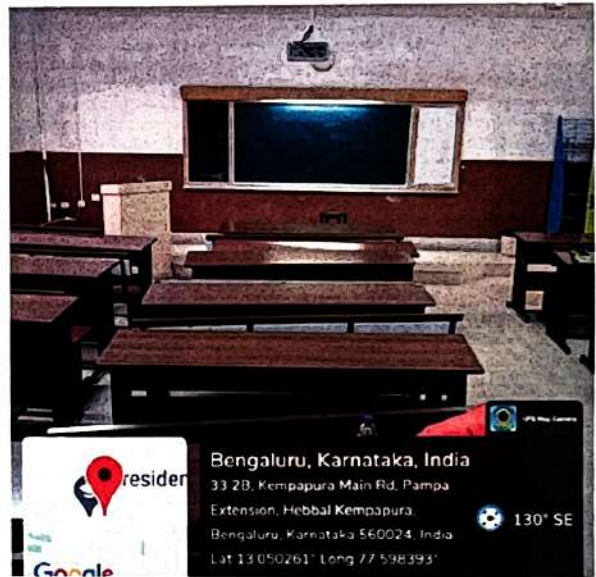 GPS Map Camera
Bengaluru, Karnataka, India
33 2B, Kempapura Main Rd, Pampa
Extension, Hebbal Kempapura,
Bengaluru, Karnataka 560024, India
Lat 13.050261° Long 77.598393°
130° SE
residen
Google